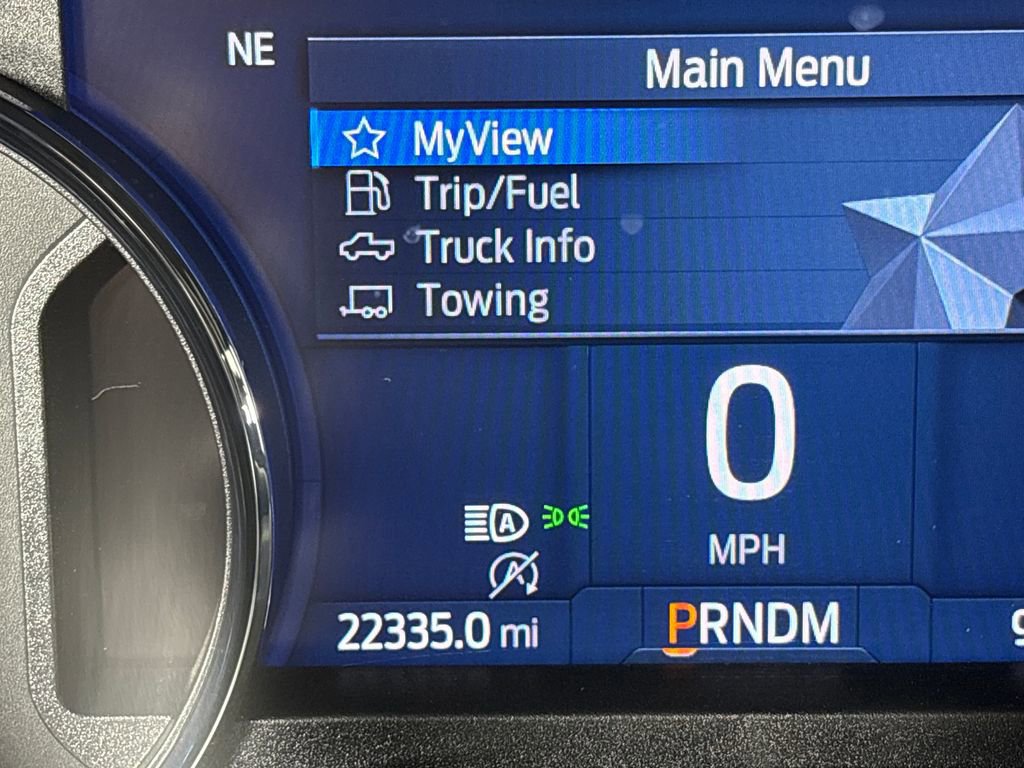 NE
Main Menu
MyView
Trip/Fuel
Truck Info
Towing
0
MPH
A
A
22335.0 mi
PRNDM